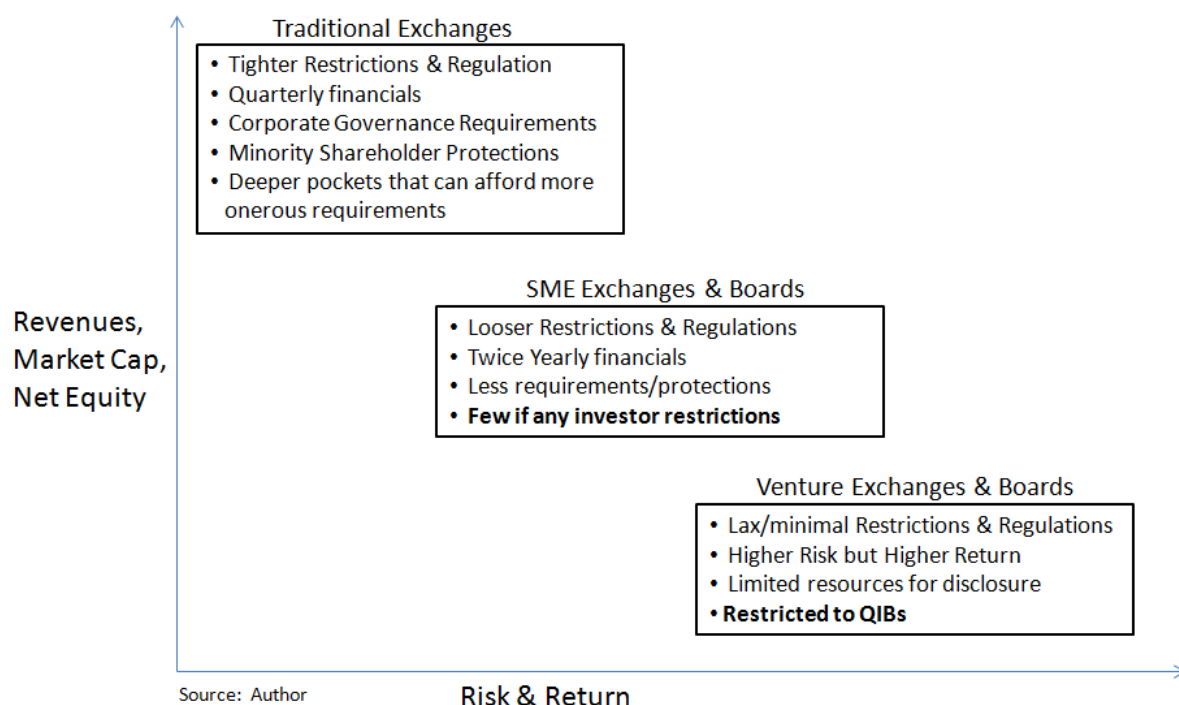 Traditional Exchanges
• Tighter Restrictions & Regulation
• Quarterly financials
• Corporate Governance Requirements
• Minority Shareholder Protections
• Deeper pockets that can afford more
onerous requirements
SME Exchanges & Boards
• Looser Restrictions & Regulations
• Twice Yearly financials
• Less requirements/protections
• Few if any investor restrictions
Revenues,
Market Cap,
Net Equity
Venture Exchanges & Boards
• Lax/minimal Restrictions & Regulations
• Higher Risk but Higher Return
• Limited resources for disclosure
• Restricted to QIBs
Source: Author
Risk & Return